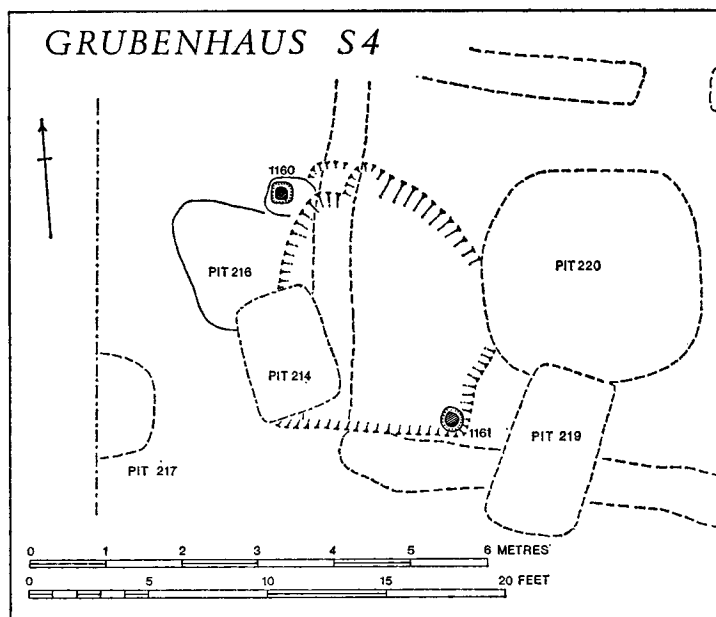 GRUBENHAUS S4
1160
PIT 216
PIT 220
PIT 214
1161
PIT 219
PIT 217
0 1 2 3 4 5 6 METRES
0 5 10 15 20 FEET